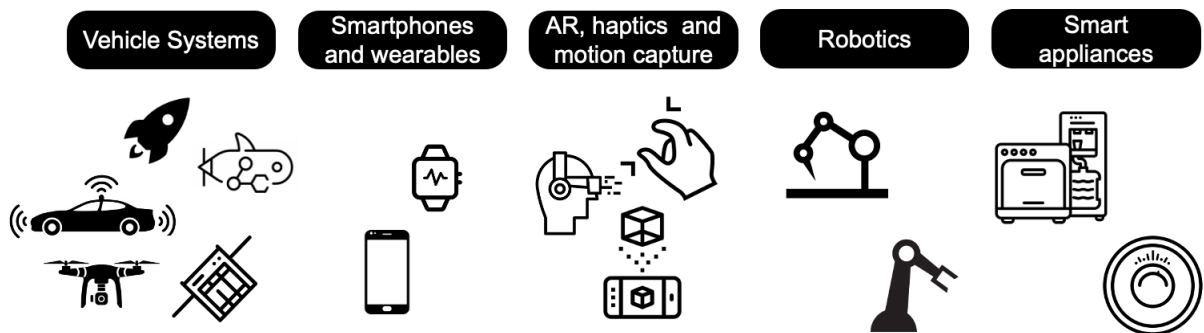 Vehicle Systems
Smartphones
and wearables
AR, haptics and
motion capture
Robotics
Smart
appliances